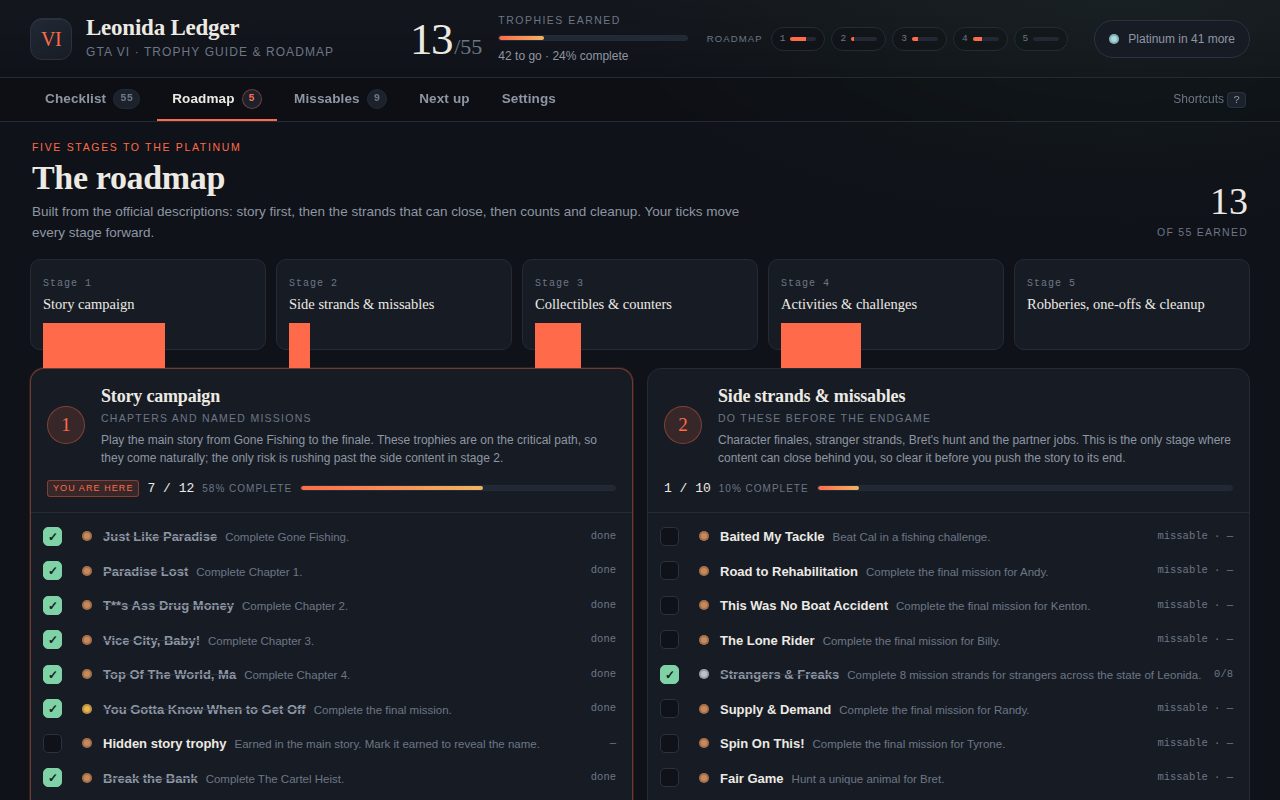 VI
Leonida Ledger
GTA VI · TROPHY GUIDE & ROADMAP
13/55
TROPHIES EARNED
42 to go · 24% complete
ROADMAP 1 2 3 4 5
Platinum in 41 more
Checklist 55 Roadmap 5 Missables 9 Next up Settings Shortcuts ?
FIVE STAGES TO THE PLATINUM
The roadmap
Built from the official descriptions: story first, then the strands that can close, then counts and cleanup. Your ticks move
every stage forward.
13
OF 55 EARNED
Stage 1
Story campaign
Stage 2
Side strands & missables
Stage 3
Collectibles & counters
Stage 4
Activities & challenges
Stage 5
Robberies, one-offs & cleanup
1
Story campaign
CHAPTERS AND NAMED MISSIONS
Play the main story from Gone Fishing to the finale. These trophies are on the critical path, so
they come naturally; the only risk is rushing past the side content in stage 2.
YOU ARE HERE 7 / 12 58% COMPLETE
✓ Just Like Paradise Complete Gone Fishing. done
✓ Paradise Lost Complete Chapter 1. done
✓ T**s Ass Drug Money Complete Chapter 2. done
✓ Vice City, Baby! Complete Chapter 3. done
✓ Top Of The World, Ma Complete Chapter 4. done
✓ You Gotta Know When to Get Off Complete the final mission. done
Hidden story trophy Earned in the main story. Mark it earned to reveal the name. —
✓ Break the Bank Complete The Cartel Heist. done
2
Side strands & missables
DO THESE BEFORE THE ENDGAME
Character finales, stranger strands, Bret's hunt and the partner jobs. This is the only stage where
content can close behind you, so clear it before you push the story to its end.
1 / 10 10% COMPLETE
Baited My Tackle Beat Cal in a fishing challenge. missable · —
Road to Rehabilitation Complete the final mission for Andy. missable · —
This Was No Boat Accident Complete the final mission for Kenton. missable · —
The Lone Rider Complete the final mission for Billy. missable · —
✓ Strangers & Freaks Complete 8 mission strands for strangers across the state of Leonida. 0/8
Supply & Demand Complete the final mission for Randy. missable · —
Spin On This! Complete the final mission for Tyrone. missable · —
Fair Game Hunt a unique animal for Bret. missable · —